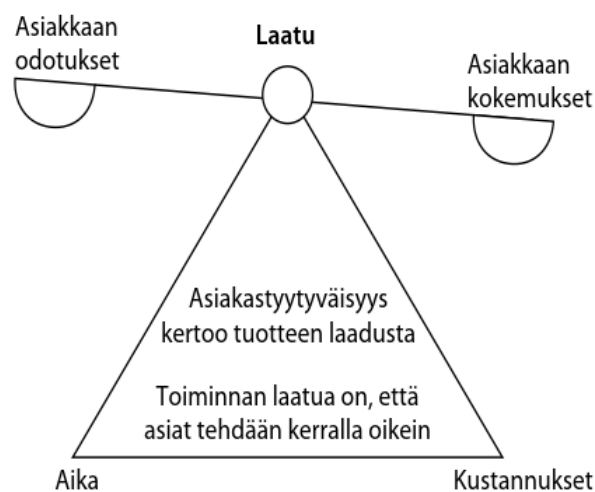 Asiakkaan
odotukset
Laatu
Asiakkaan
kokemukset
Asiakastyytyväisyys
kertoo tuotteen laadusta
Toiminnan laatua on, että
asiat tehdään kerralla oikein
Aika
Kustannukset